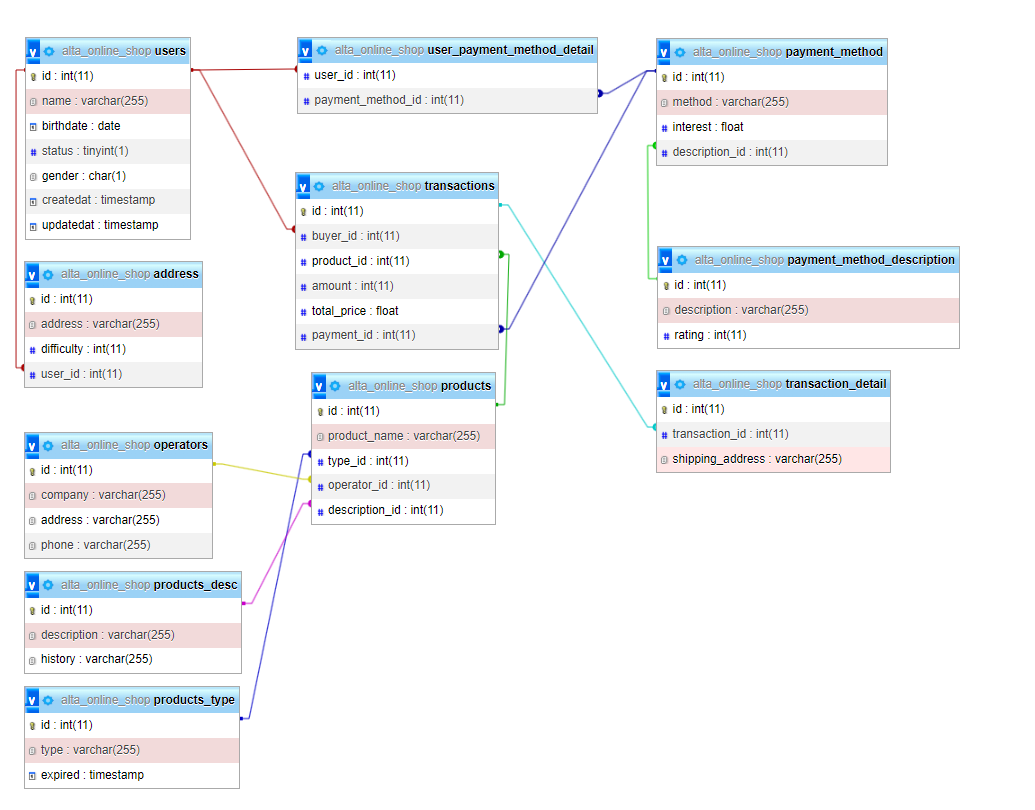 alta_online_shop users
id : int(11)
name : varchar(255)
birthdate : date
status : tinyint(1)
gender : char(1)
createdat : timestamp
updatedat : timestamp
alta_online_shop address
id : int(11)
address : varchar(255)
difficulty : int(11)
user_id : int(11)
alta_online_shop operators
id : int(11)
company : varchar(255)
address : varchar(255)
phone : varchar(255)
alta_online_shop products_desc
id : int(11)
description : varchar(255)
history : varchar(255)
alta_online_shop products_type
id : int(11)
type : varchar(255)
expired : timestamp
alta_online_shop user_payment_method_detail
user_id : int(11)
payment_method_id : int(11)
alta_online_shop transactions
id : int(11)
buyer_id : int(11)
product_id : int(11)
amount : int(11)
total_price : float
payment_id : int(11)
alta_online_shop products
id : int(11)
product_name : varchar(255)
type_id : int(11)
operator_id : int(11)
description_id : int(11)
alta_online_shop payment_method
id : int(11)
method : varchar(255)
interest : float
description_id : int(11)
alta_online_shop payment_method_description
id : int(11)
description : varchar(255)
rating : int(11)
alta_online_shop transaction_detail
id : int(11)
transaction_id : int(11)
shipping_address : varchar(255)